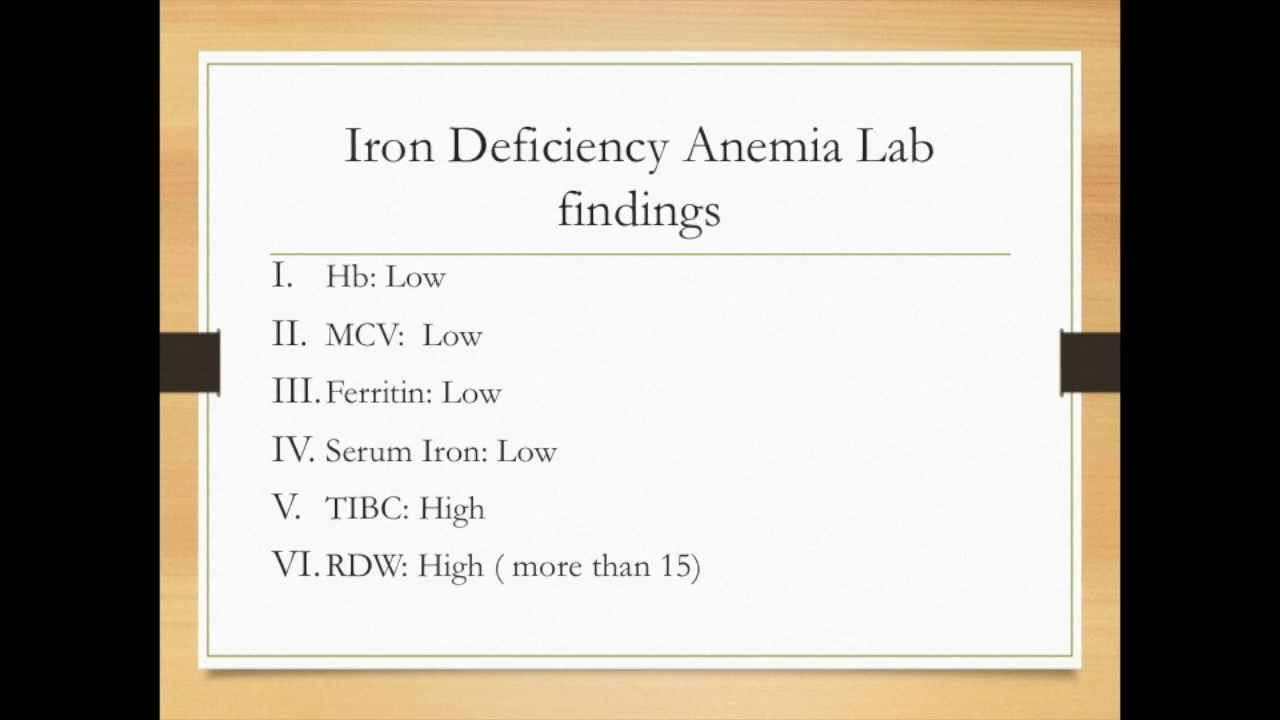 Iron Deficiency Anemia Lab
findings
I. Hb: Low
II. MCV: Low
III. Ferritin: Low
IV. Serum Iron: Low
V. TIBC: High
VI. RDW: High ( more than 15)